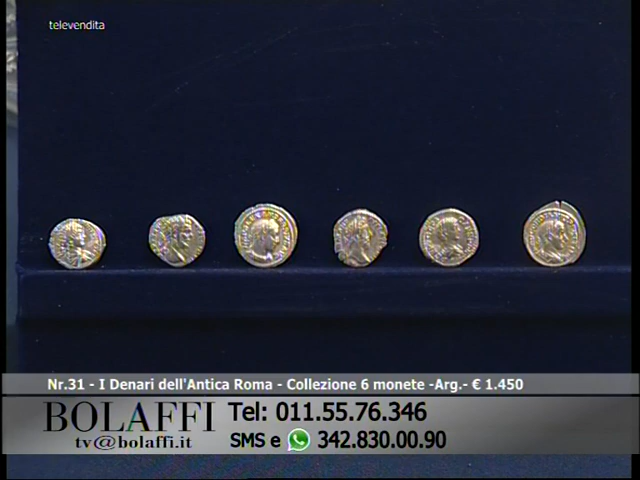 televendita
Nr.31 - I Denari dell'Antica Roma - Collezione 6 monete -Arg.- € 1.450
BOLAFFI
tv@bolaffi.it
Tel: 011.55.76.346
SMS e 342.830.00.90